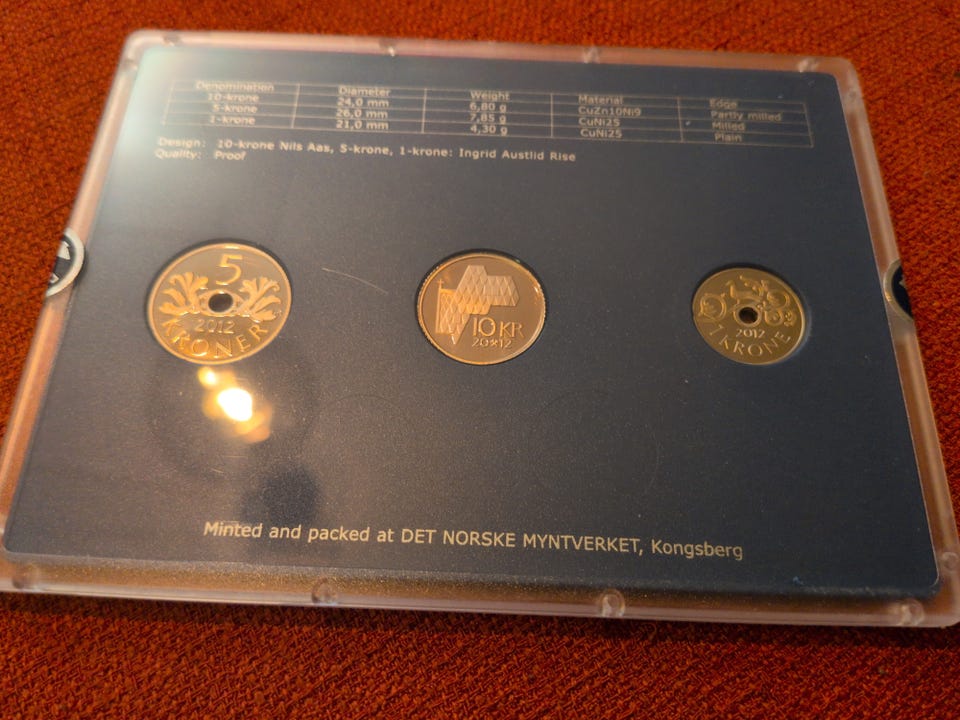 Denomination Diameter Weight Material Edge
10-krone 24,0 mm 6,80 g CuZn10Ni9 Partly milled
5-krone 26,0 mm 7,85 g CuNi25 Milled
1-krone 21,0 mm 4,30 g CuNi25 Plain
Design: 10-krone Nils Aas, 5-krone, 1-krone: Ingrid Austlid Rise
Quality: Proof
5
2012
KRONER
10 KR
20 12
2012
1 KRONE
Minted and packed at DET NORSKE MYNTVERKET, Kongsberg